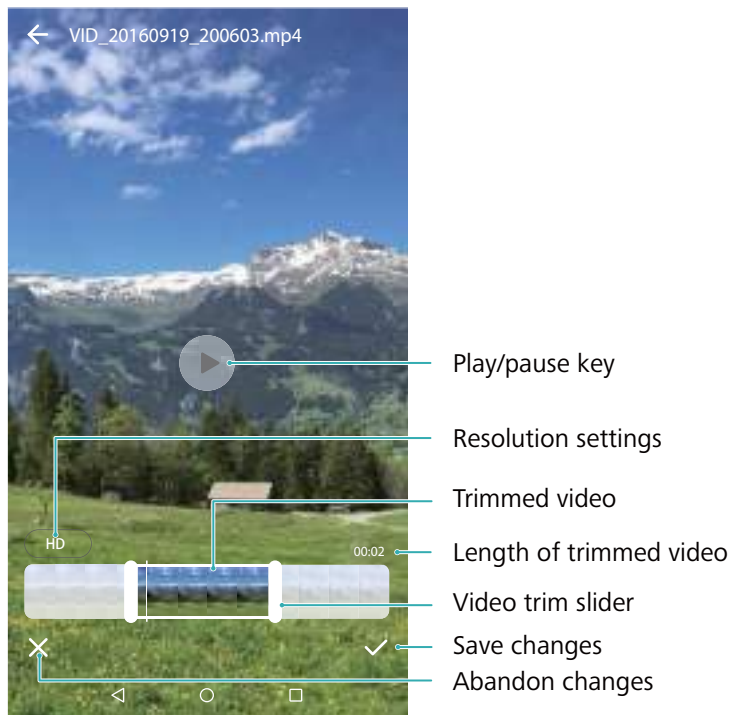 VID_20160919_200603.mp4
Play/pause key
Resolution settings
Trimmed video
HD
00:02
Length of trimmed video
Video trim slider
Save changes
Abandon changes